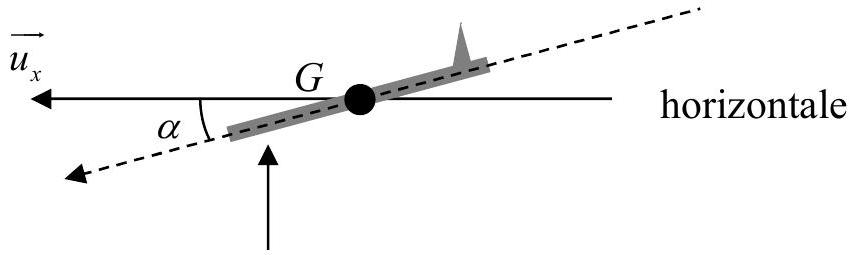 u_x
G
α
horizontale